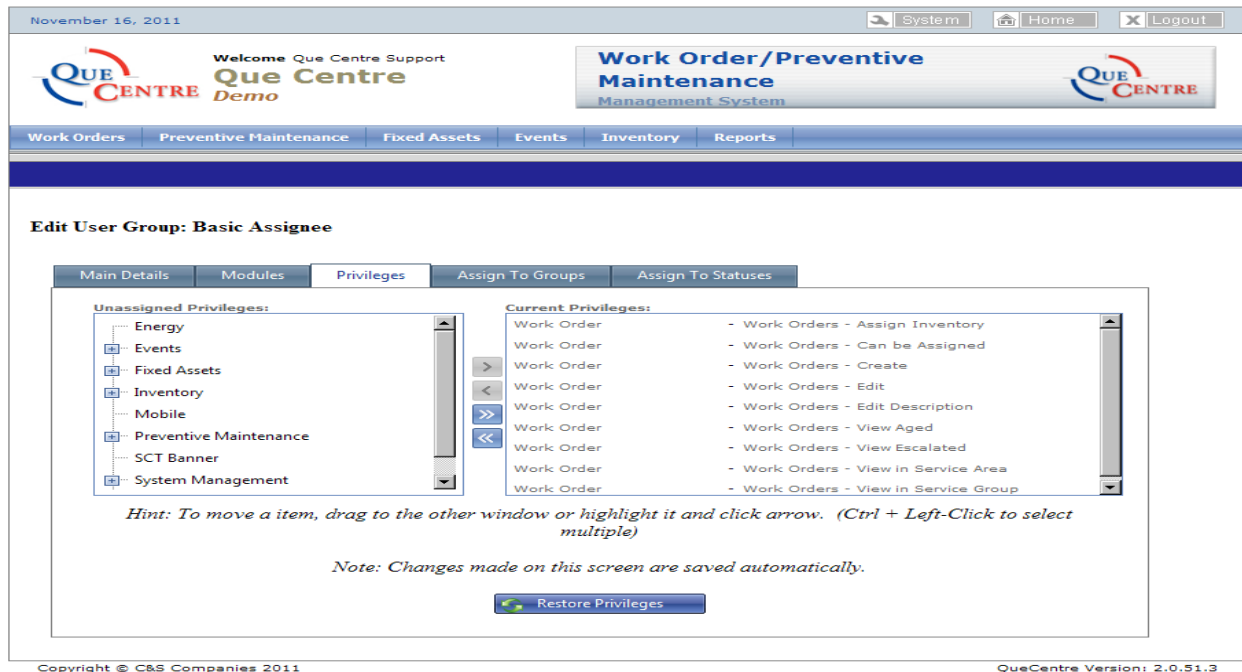 November 16, 2011
System
Home
X Logout
QUE CENTRE
Welcome Que Centre Support
Que Centre
Demo
Work Order/Preventive
Maintenance
Management System
QUE CENTRE
Work Orders Preventive Maintenance Fixed Assets Events Inventory Reports
Edit User Group: Basic Assignee
Main Details Modules Privileges Assign To Groups Assign To Statuses
Unassigned Privileges:
Energy
Events
Fixed Assets
Inventory
Mobile
Preventive Maintenance
SCT Banner
System Management
>
<
>>
<<
Current Privileges:
Work Order - Work Orders - Assign Inventory
Work Order - Work Orders - Can be Assigned
Work Order - Work Orders - Create
Work Order - Work Orders - Edit
Work Order - Work Orders - Edit Description
Work Order - Work Orders - View Aged
Work Order - Work Orders - View Escalated
Work Order - Work Orders - View in Service Area
Work Order - Work Orders - View in Service Group
Hint: To move a item, drag to the other window or highlight it and click arrow. (Ctrl + Left-Click to select
multiple)
Note: Changes made on this screen are saved automatically.
Restore Privileges
Copyright © C&S Companies 2011
QueCentre Version: 2.0.51.3